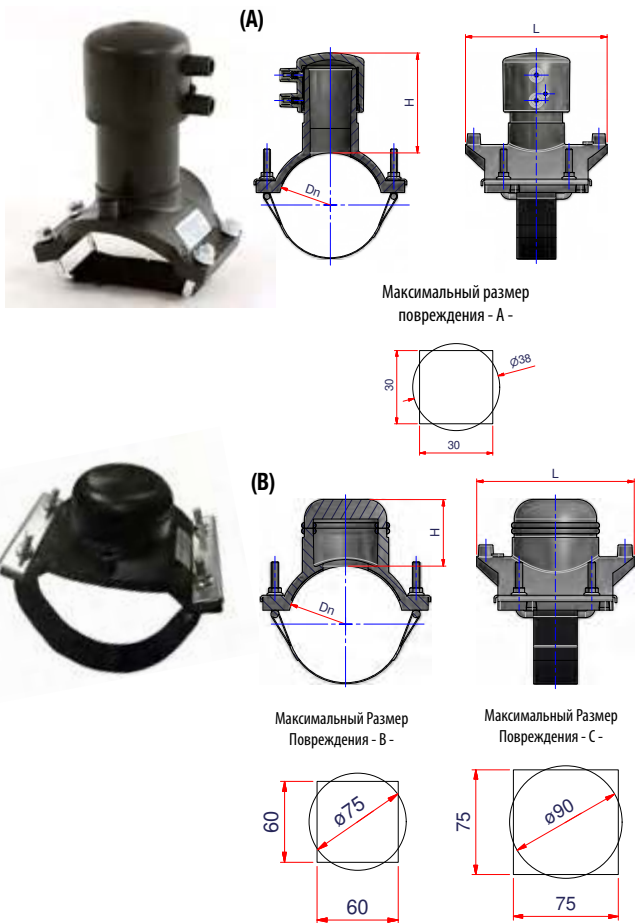 (A)
L
H
Dn
Максимальный размер
повреждения - A -
Ø38
30
30
(B)
L
H
Dn
Максимальный Размер
Повреждения - B -
Максимальный Размер
Повреждения - C -
ø75
60
60
ø90
75
75